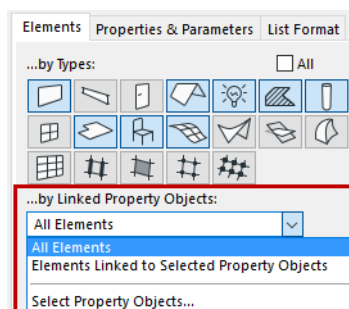 Elements Properties & Parameters List Format
...by Types: All
...by Linked Property Objects:
All Elements
All Elements
Elements Linked to Selected Property Objects
Select Property Objects...